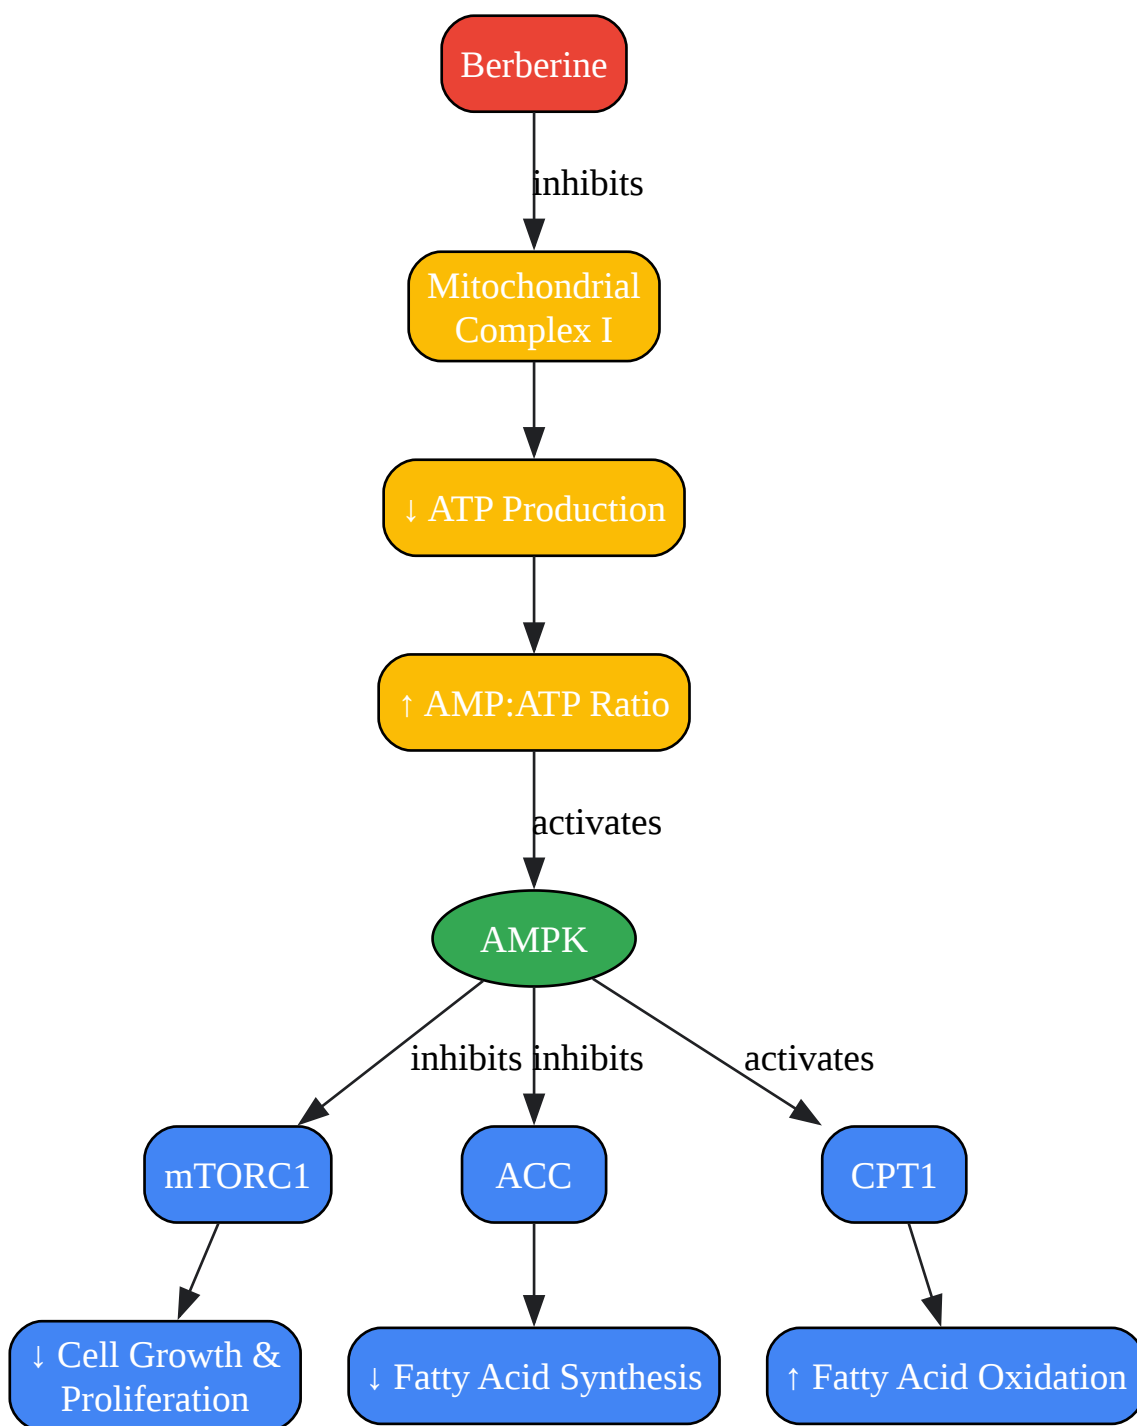 Berberine
inhibits
Mitochondrial
Complex I
↓ ATP Production
↑ AMP:ATP Ratio
activates
AMPK
inhibits
inhibits
activates
mTORC1
ACC
CPT1
↓ Cell Growth &
Proliferation
↓ Fatty Acid Synthesis
↑ Fatty Acid Oxidation